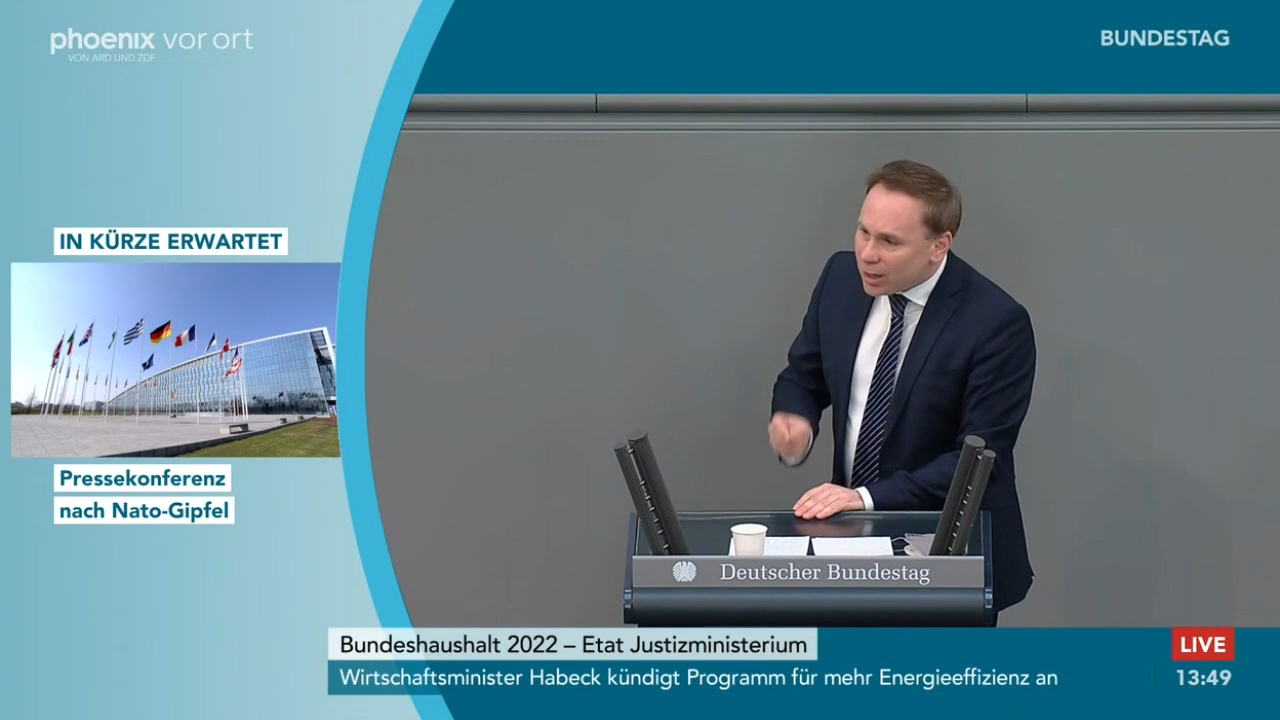 phoenix vor ort
VON ARD UND ZDF
BUNDESTAG
IN KÜRZE ERWARTET
Pressekonferenz
nach Nato-Gipfel
Deutscher Bundestag
Bundeshaushalt 2022 – Etat Justizministerium
LIVE
Wirtschaftsminister Habeck kündigt Programm für mehr Energieeffizienz an
13:49